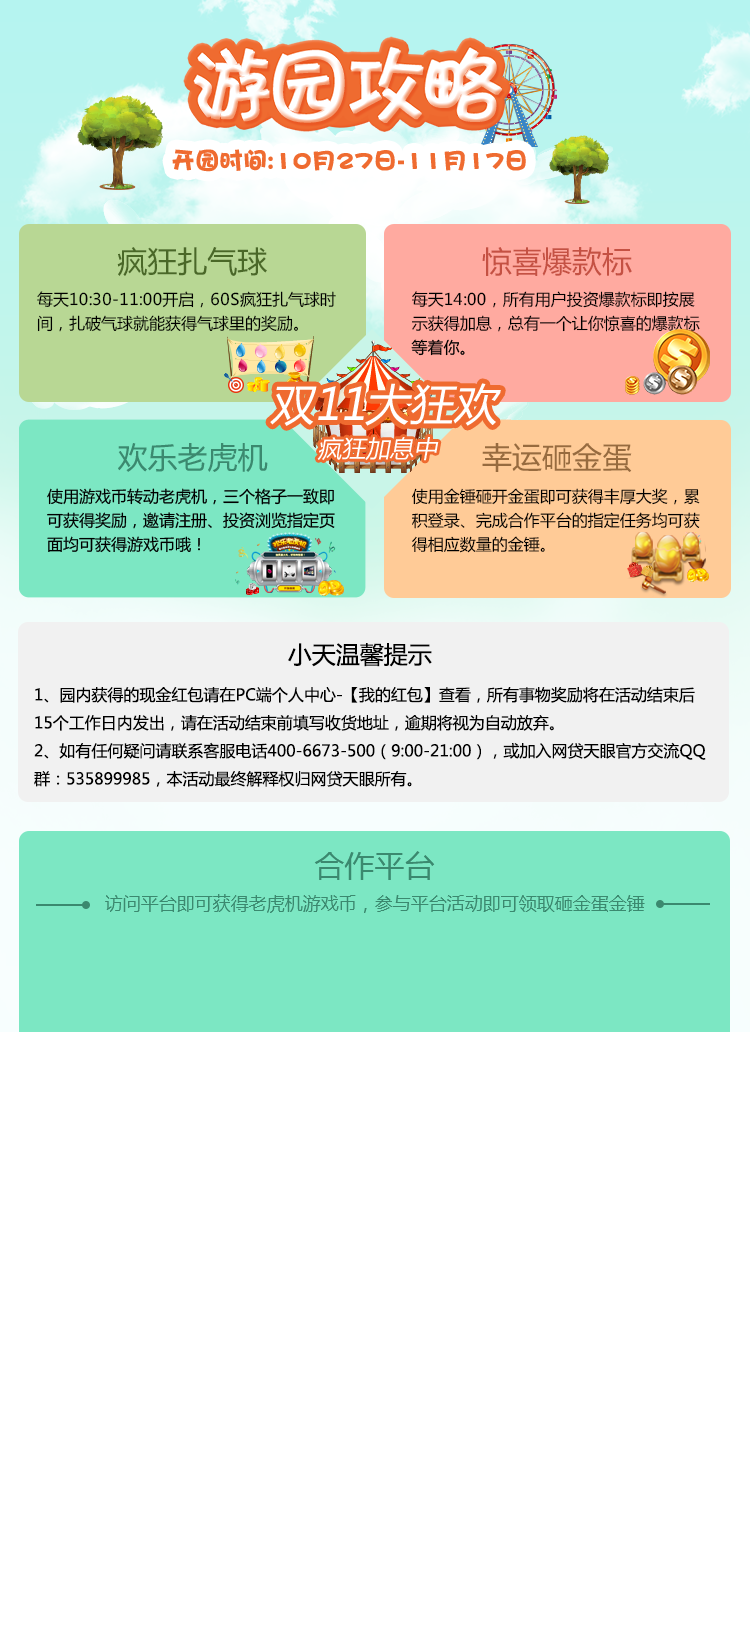 游园攻略
开园时间:10月27日-11月17日
疯狂扎气球
每天10:30-11:00开启，60S疯狂扎气球时
间，扎破气球就能获得气球里的奖励。
惊喜爆款标
每天14:00，所有用户投资爆款标即按展
示获得加息，总有一个让你惊喜的爆款标
等着你。
双11大狂欢
疯狂加息中
欢乐老虎机
使用游戏币转动老虎机，三个格子一致即
可获得奖励，邀请注册、投资浏览指定页
面均可获得游戏币哦！
欢乐老虎机
幸运砸金蛋
使用金锤砸开金蛋即可获得丰厚大奖，累
积登录、完成合作平台的指定任务均可获
得相应数量的金锤。
小天温馨提示
1、园内获得的现金红包请在PC端个人中心-【我的红包】查看，所有事物奖励将在活动结束后
15个工作日内发出，请在活动结束前填写收货地址，逾期将视为自动放弃。
2、如有任何疑问请联系客服电话400-6673-500（9:00-21:00），或加入网贷天眼官方交流QQ
群：535899985，本活动最终解释权归网贷天眼所有。
合作平台
访问平台即可获得老虎机游戏币，参与平台活动即可领取砸金蛋金锤